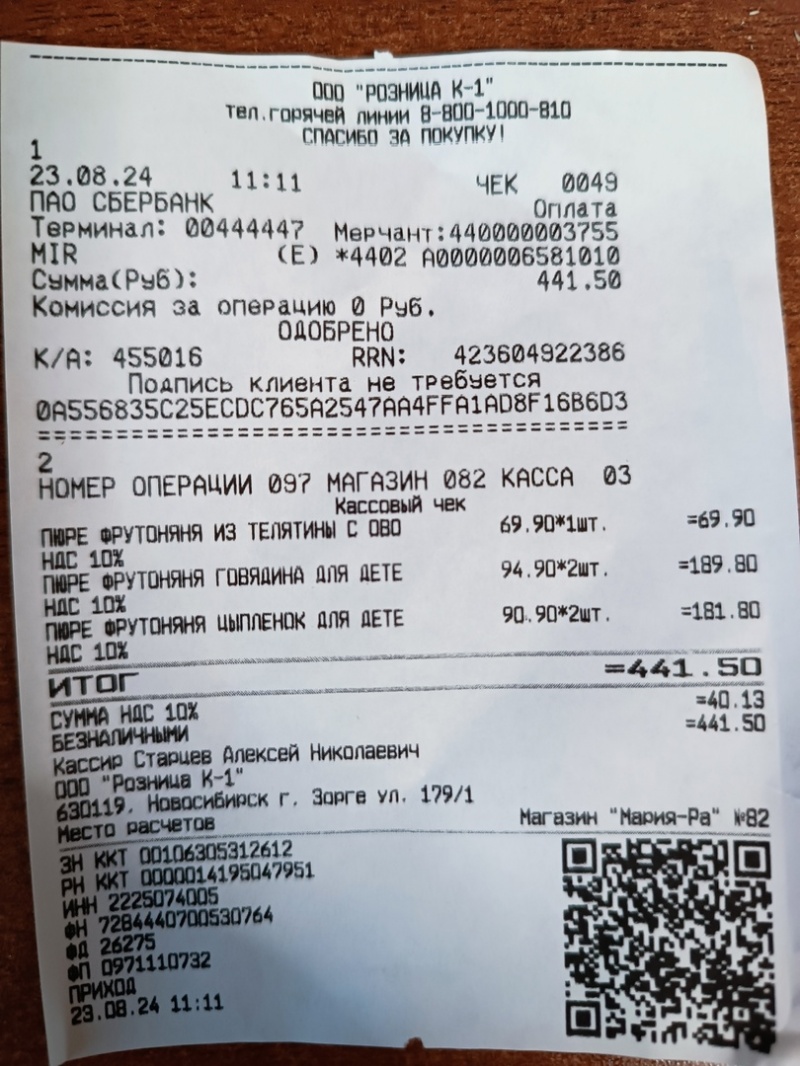 ООО "РОЗНИЦА К-1"
тел.горячей линии 8-800-1000-810
СПАСИБО ЗА ПОКУПКУ!
1
23.08.24 11:11 ЧЕК 0049
ПАО СБЕРБАНК Оплата
Терминал: 00444447 Мерчант:440000003755
MIR (E) *4402 A0000006581010
Сумма(Руб): 441.50
Комиссия за операцию 0 Руб.
ОДОБРЕНО
К/А: 455016 RRN: 423604922386
Подпись клиента не требуется
0A556835C25ECDC765A2547AA4FFA1AD8F16B6D3
========================================
2
НОМЕР ОПЕРАЦИИ 097 МАГАЗИН 082 КАССА 03
Кассовый чек
ПЮРЕ ФРУТОНЯНЯ ИЗ ТЕЛЯТИНЫ С ОВО 69.90*1шт. =69.90
НДС 10%
ПЮРЕ ФРУТОНЯНЯ ГОВЯДИНА ДЛЯ ДЕТЕ 94.90*2шт. =189.80
НДС 10%
ПЮРЕ ФРУТОНЯНЯ ЦЫПЛЕНОК ДЛЯ ДЕТЕ 90.90*2шт. =181.80
НДС 10%
ИТОГ =441.50
СУММА НДС 10% =40.13
БЕЗНАЛИЧНЫМИ =441.50
Кассир Старцев Алексей Николаевич
ООО "Розница К-1"
630119, Новосибирск г. Зорге ул. 179/1
Место расчетов Магазин "Мария-Ра" №82
ЗН ККТ 00106305312612
РН ККТ 0000014195047951
ИНН 2225074005
ФН 7284440700530764
ФД 26275
ФП 0971110732
ПРИХОД
23.08.24 11:11